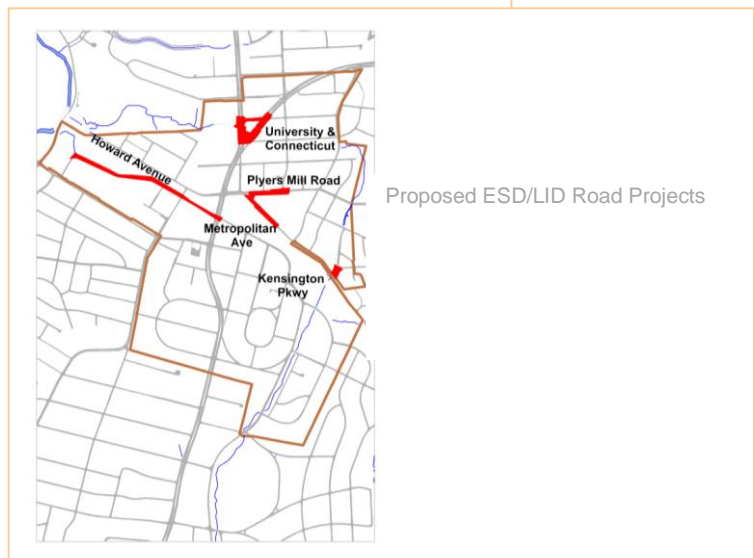 University &
Connecticut
Howard Avenue
Plyers Mill Road
Proposed ESD/LID Road Projects
Metropolitan
Ave
Kensington
Pkwy